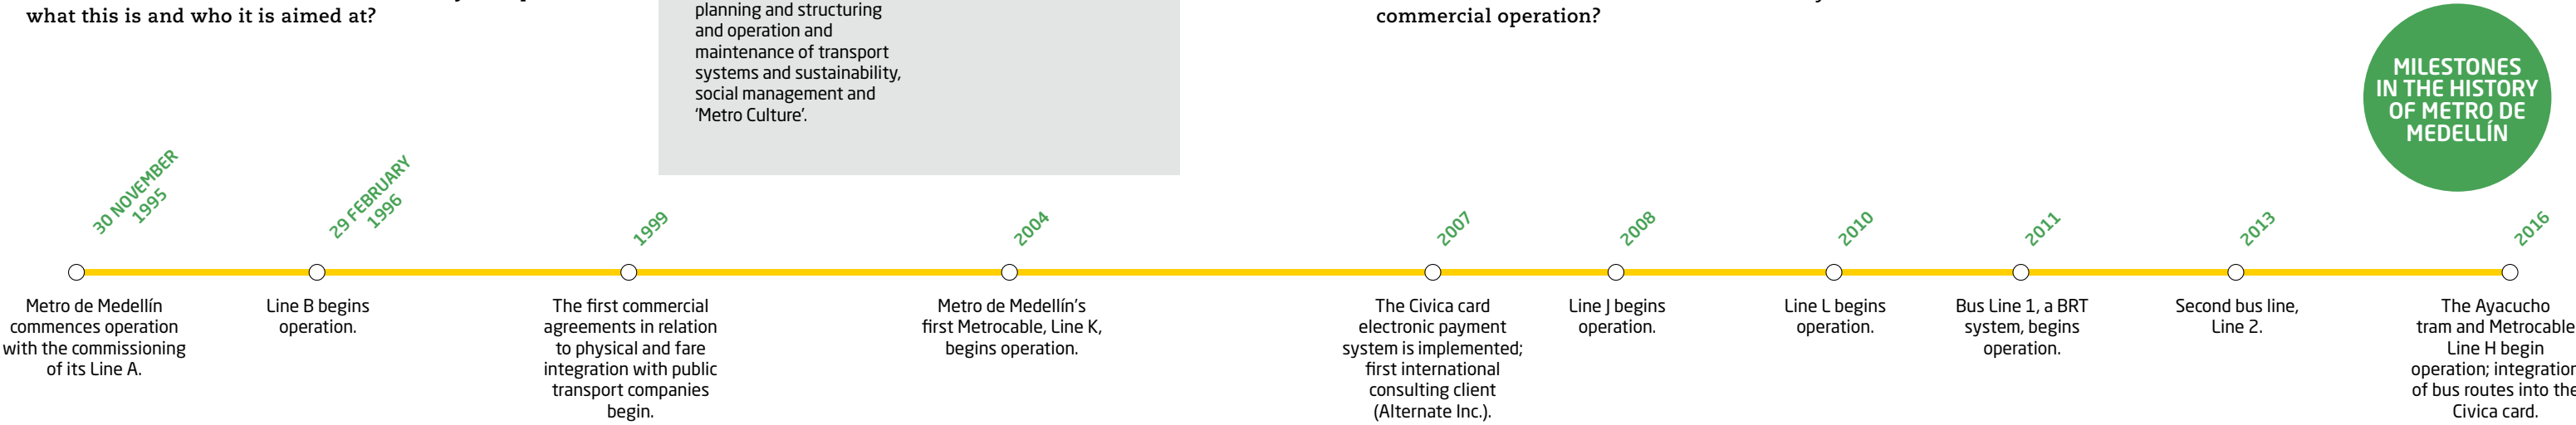 what this is and who it is aimed at?
planning and structuring
and operation and
maintenance of transport
systems and sustainability,
social management and
‘Metro Culture’.
commercial operation?
MILESTONES
IN THE HISTORY
OF METRO DE
MEDELLÍN
30 NOVEMBER
1995
Metro de Medellín
commences operation
with the commissioning
of its Line A.
29 FEBRUARY
1996
Line B begins
operation.
1999
The first commercial
agreements in relation
to physical and fare
integration with public
transport companies
begin.
2004
Metro de Medellín’s
first Metrocable, Line K,
begins operation.
2007
The Civica card
electronic payment
system is implemented;
first international
consulting client
(Alternate Inc.).
2008
Line J begins
operation.
2010
Line L begins
operation.
2011
Bus Line 1, a BRT
system, begins
operation.
2013
Second bus line,
Line 2.
2016
The Ayacucho
tram and Metrocable
Line H begin
operation; integration
of bus routes into the
Civica card.